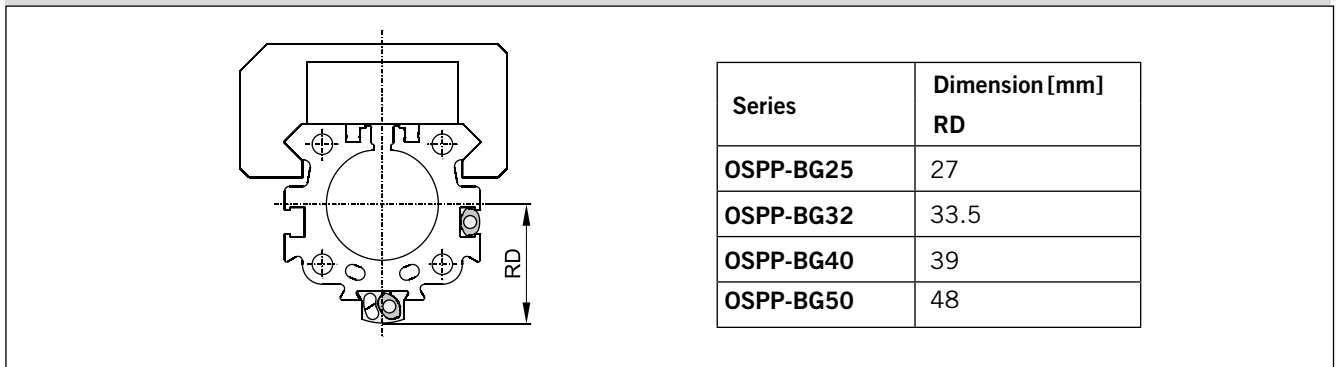 RD
Series Dimension [mm]
RD
OSPP-BG25 27
OSPP-BG32 33.5
OSPP-BG40 39
OSPP-BG50 48